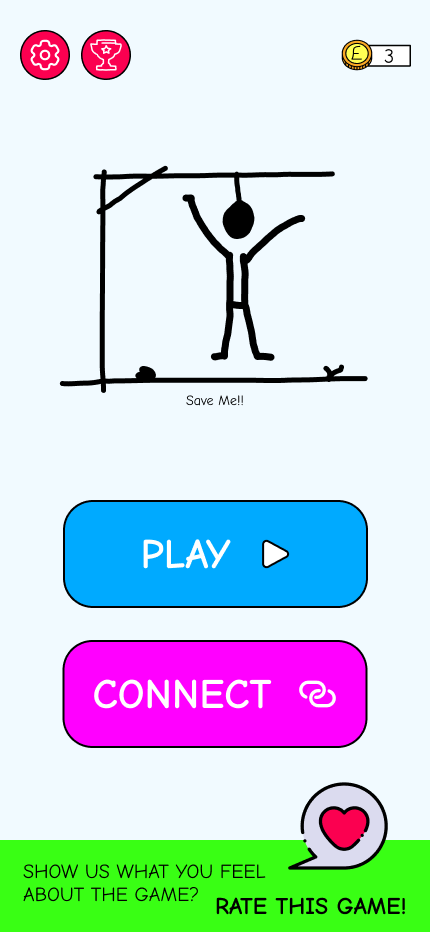 E 3
Save Me!!
PLAY
CONNECT
SHOW US WHAT YOU FEEL
ABOUT THE GAME?
RATE THIS GAME!